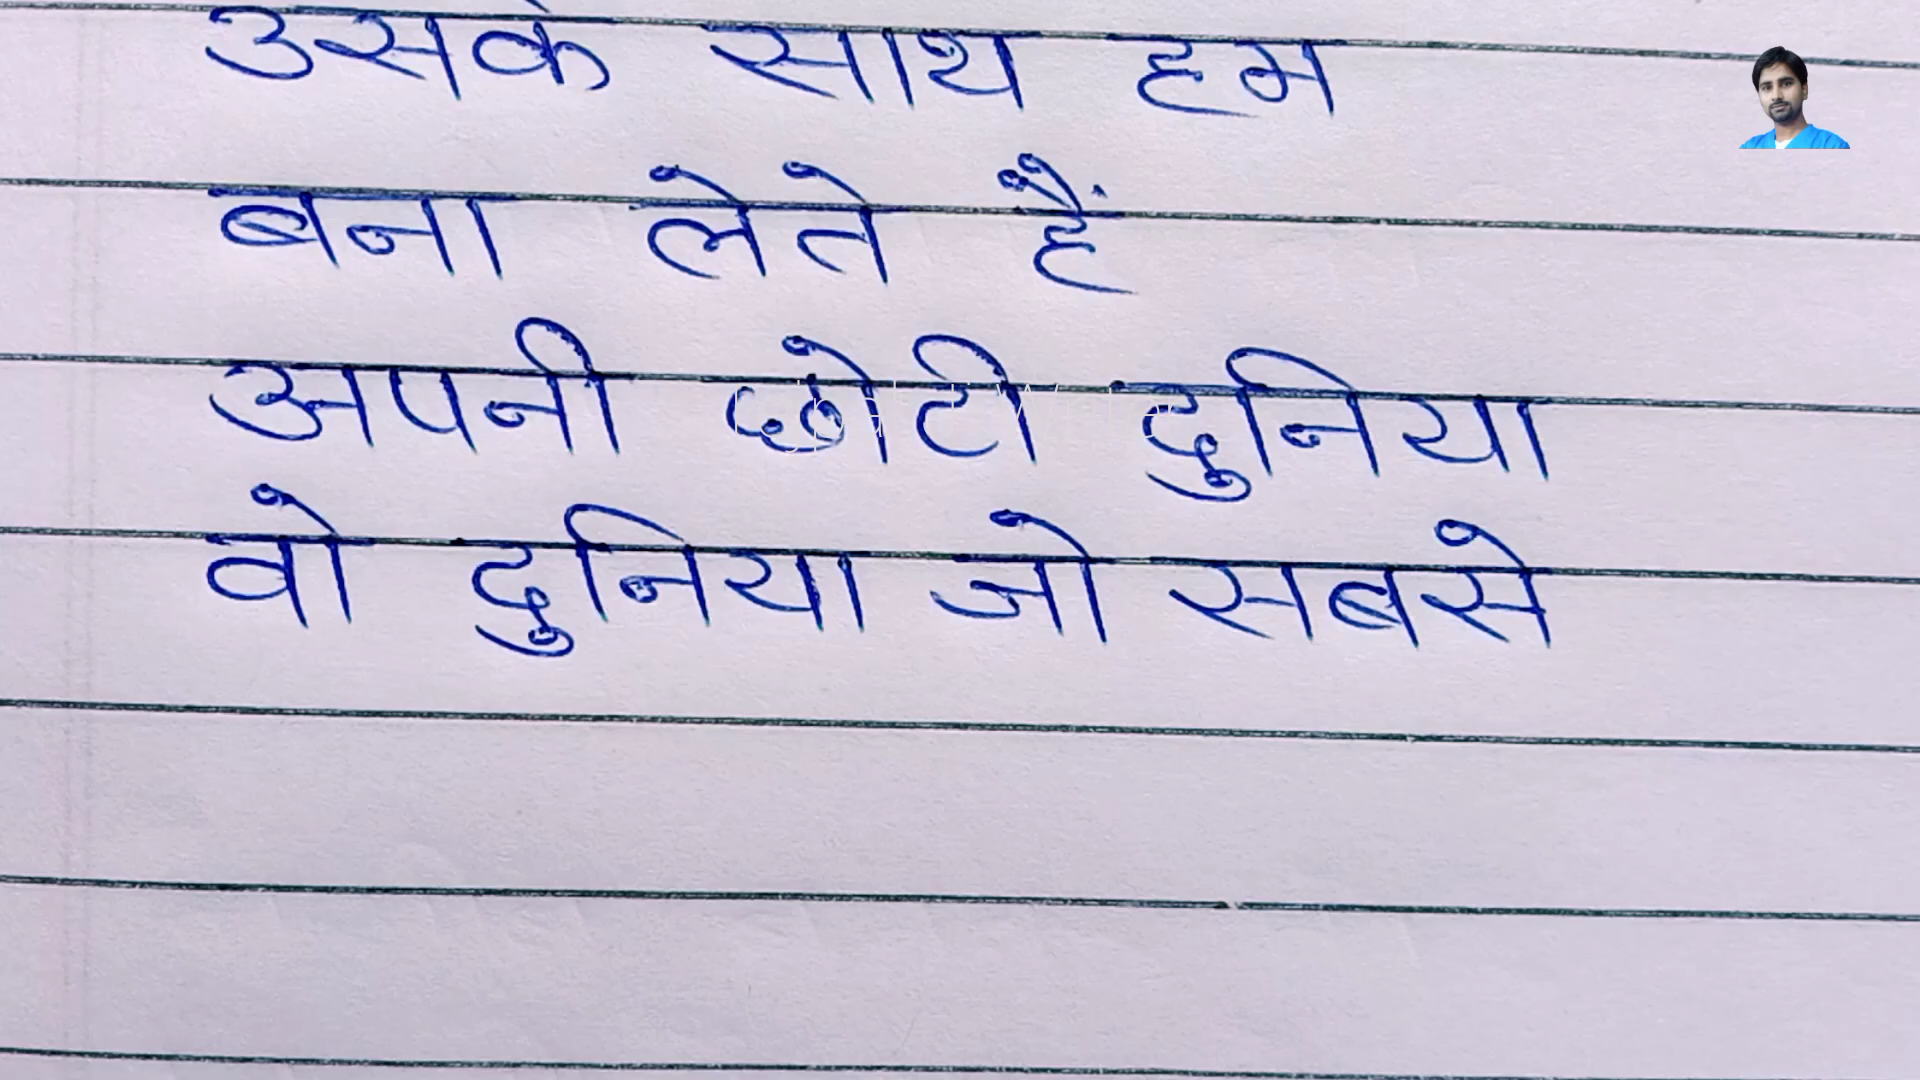 उसके साथ हम
बना लेते हैं
अपनी छोटी दुनिया
वो दुनिया जो सबसे